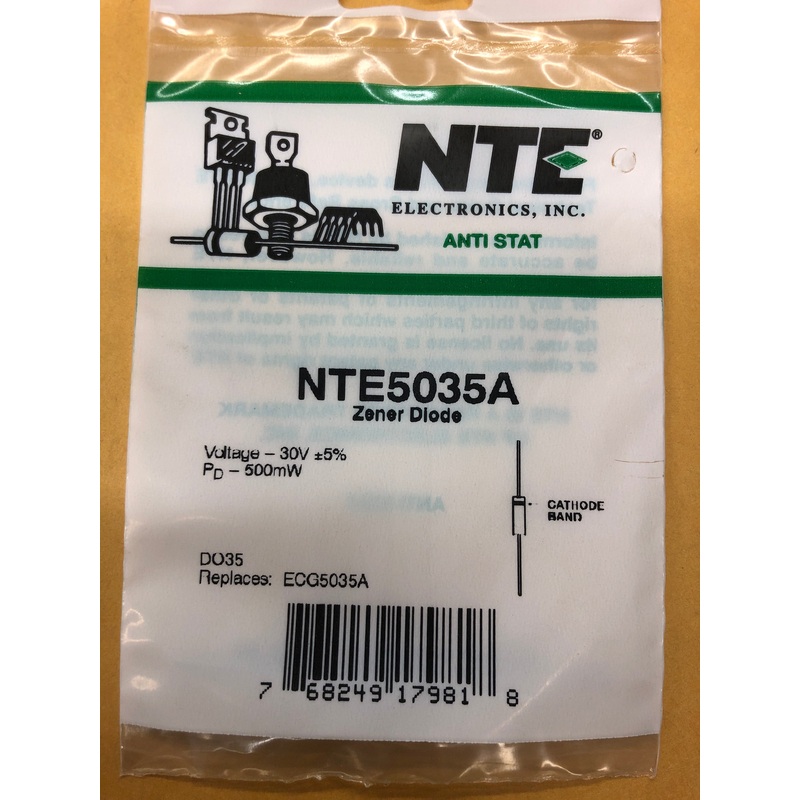 NTE®
ELECTRONICS, INC.
ANTI STAT
NTE5035A
Zener Diode
Voltage – 30V ±5%
PD – 500mW
CATHODE
BAND
DO35
Replaces: ECG5035A
7 68249 17981 8